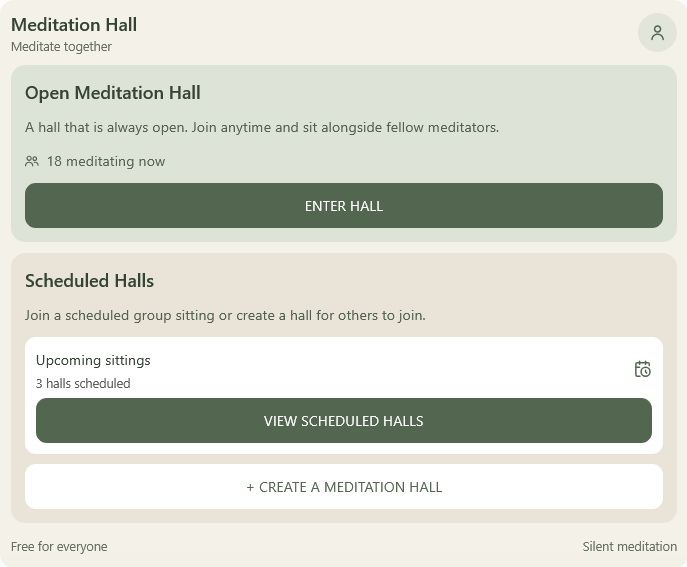 Meditation Hall
Meditate together
Open Meditation Hall
A hall that is always open. Join anytime and sit alongside fellow meditators.
18 meditating now
ENTER HALL
Scheduled Halls
Join a scheduled group sitting or create a hall for others to join.
Upcoming sittings
3 halls scheduled
VIEW SCHEDULED HALLS
+ CREATE A MEDITATION HALL
Free for everyone
Silent meditation